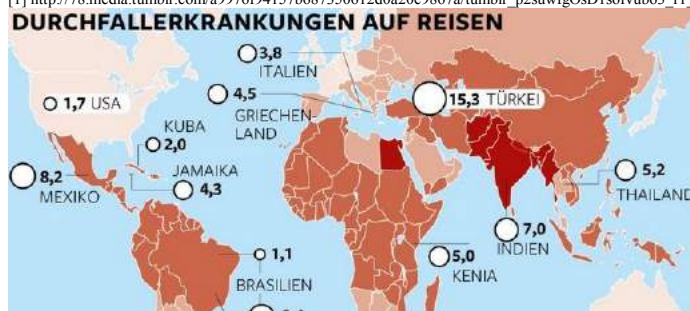 DURCHFALLERKRANKUNGEN AUF REISEN
3,8
ITALIEN
1,7 USA
4,5
GRIECHEN-
LAND
15,3 TÜRKEI
KUBA
2,0
JAMAIKA
4,3
8,2
MEXIKO
5,2
THAILAND
7,0
INDIEN
5,0
KENIA
1,1
BRASILIEN